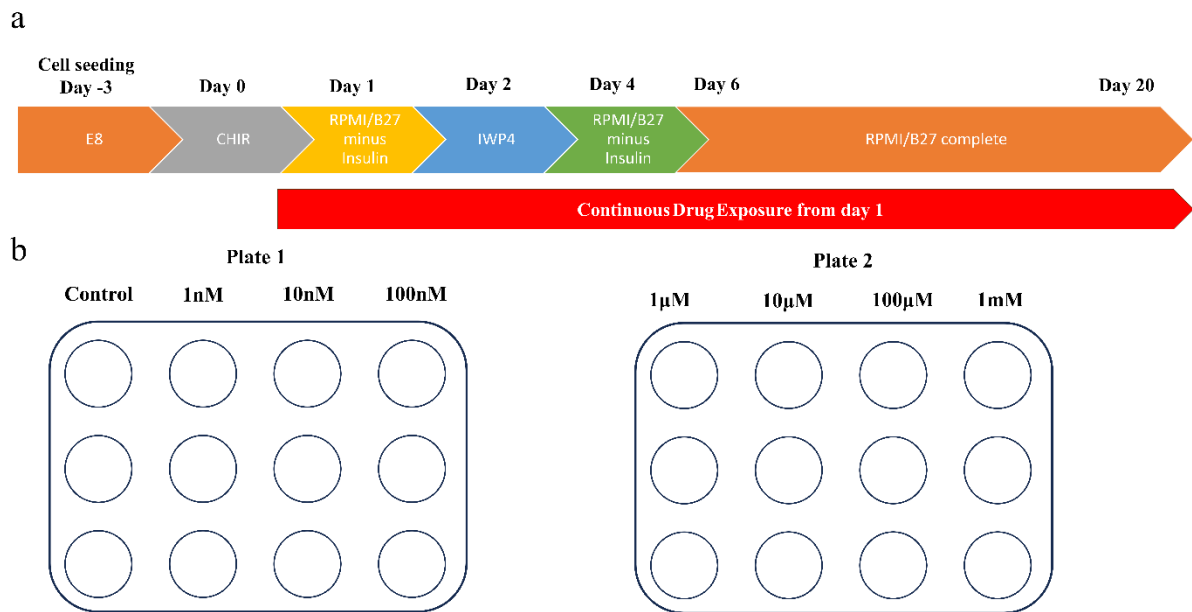 a
Cell seeding
Day -3
Day 0
Day 1
Day 2
Day 4
Day 6
Day 20
E8
CHIR
RPMI/B27
minus
Insulin
IWP4
RPMI/B27
minus
Insulin
RPMI/B27 complete
Continuous Drug Exposure from day 1
b
Plate 1
Control 1nM 10nM 100nM
Plate 2
1µM 10µM 100µM 1mM